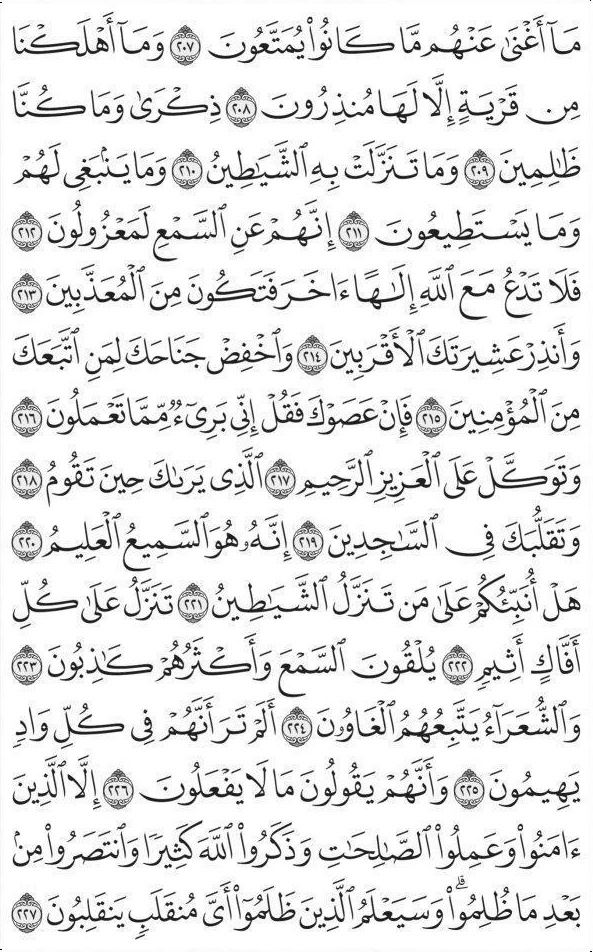 مَآ أَغْنَىٰ عَنْهُم مَّا كَانُوا۟ يُمَتَّعُونَ ٢٠٧ وَمَآ أَهْلَكْنَا
مِن قَرْيَةٍ إِلَّا لَهَا مُنذِرُونَ ٢٠٨ ذِكْرَىٰ وَمَا كُنَّا
ظَٰلِمِينَ ٢٠٩ وَمَا تَنَزَّلَتْ بِهِ ٱلشَّيَٰطِينُ ٢١٠ وَمَا يَنۢبَغِى لَهُمْ
وَمَا يَسْتَطِيعُونَ ٢١١ إِنَّهُمْ عَنِ ٱلسَّمْعِ لَمَعْزُولُونَ ٢١٢
فَلَا تَدْعُ مَعَ ٱللَّهِ إِلَٰهًا ءَاخَرَ فَتَكُونَ مِنَ ٱلْمُعَذَّبِينَ ٢١٣
وَأَنذِرْ عَشِيرَتَكَ ٱلْأَقْرَبِينَ ٢١٤ وَٱخْفِضْ جَنَاحَكَ لِمَنِ ٱتَّبَعَكَ
مِنَ ٱلْمُؤْمِنِينَ ٢١٥ فَإِنْ عَصَوْكَ فَقُلْ إِنِّى بَرِىٓءٌ مِّمَّا تَعْمَلُونَ ٢١٦
وَتَوَكَّلْ عَلَى ٱلْعَزِيزِ ٱلرَّحِيمِ ٢١٧ ٱلَّذِى يَرَىٰكَ حِينَ تَقُومُ ٢١٨
وَتَقَلُّبَكَ فِى ٱلسَّٰجِدِينَ ٢١٩ إِنَّهُۥ هُوَ ٱلسَّمِيعُ ٱلْعَلِيمُ ٢٢٠
هَلْ أُنَبِّئُكُمْ عَلَىٰ مَن تَنَزَّلُ ٱلشَّيَٰطِينُ ٢٢١ تَنَزَّلُ عَلَىٰ كُلِّ
أَفَّاكٍ أَثِيمٍ ٢٢٢ يُلْقُونَ ٱلسَّمْعَ وَأَكْثَرُهُمْ كَٰذِبُونَ ٢٢٣
وَٱلشُّعَرَآءُ يَتَّبِعُهُمُ ٱلْغَاوُۥنَ ٢٢٤ أَلَمْ تَرَ أَنَّهُمْ فِى كُلِّ وَادٍ
يَهِيمُونَ ٢٢٥ وَأَنَّهُمْ يَقُولُونَ مَا لَا يَفْعَلُونَ ٢٢٦ إِلَّا ٱلَّذِينَ
ءَامَنُوا۟ وَعَمِلُوا۟ ٱلصَّٰلِحَٰتِ وَذَكَرُوا۟ ٱللَّهَ كَثِيرًا وَٱنتَصَرُوا۟ مِنۢ
بَعْدِ مَا ظُلِمُوا۟ ۗ وَسَيَعْلَمُ ٱلَّذِينَ ظَلَمُوٓا۟ أَىَّ مُنقَلَبٍ يَنقَلِبُونَ ٢٢٧